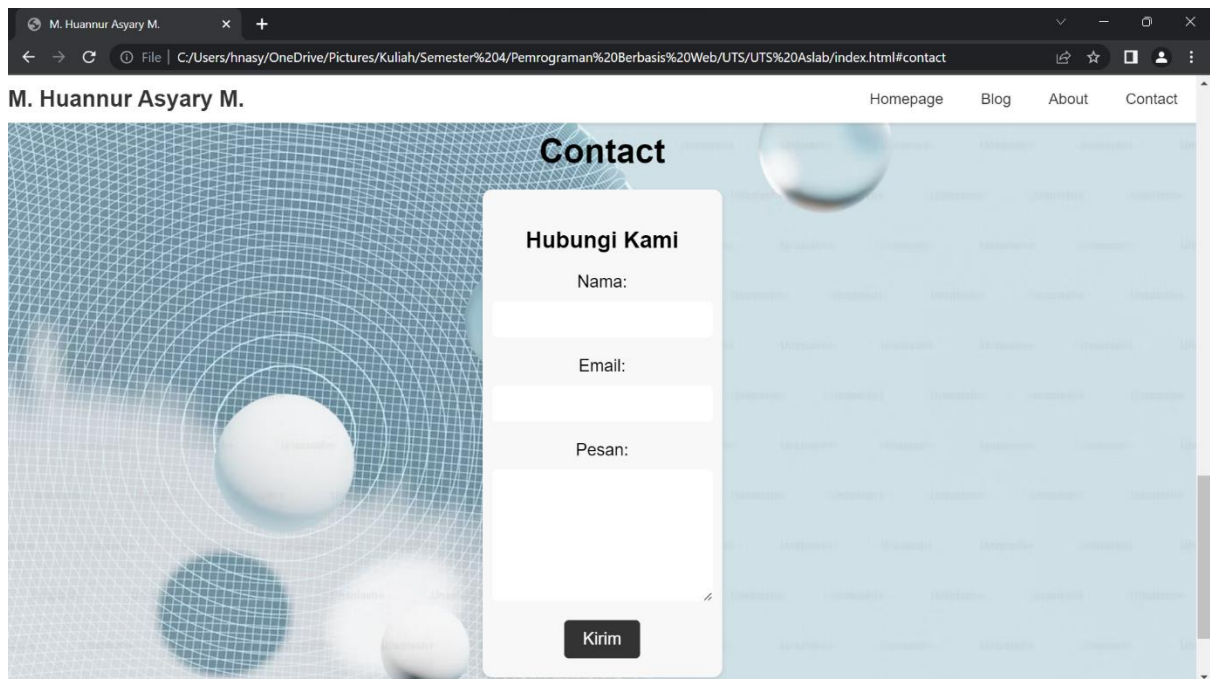 M. Huannur Asyary M.
File | C:/Users/hnasy/OneDrive/Pictures/Kuliah/Semester%204/Pemrograman%20Berbasis%20Web/UTS/UTS%20Aslab/index.html#contact
M. Huannur Asyary M. Homepage Blog About Contact
Contact
Hubungi Kami
Nama:
Email:
Pesan:
Kirim